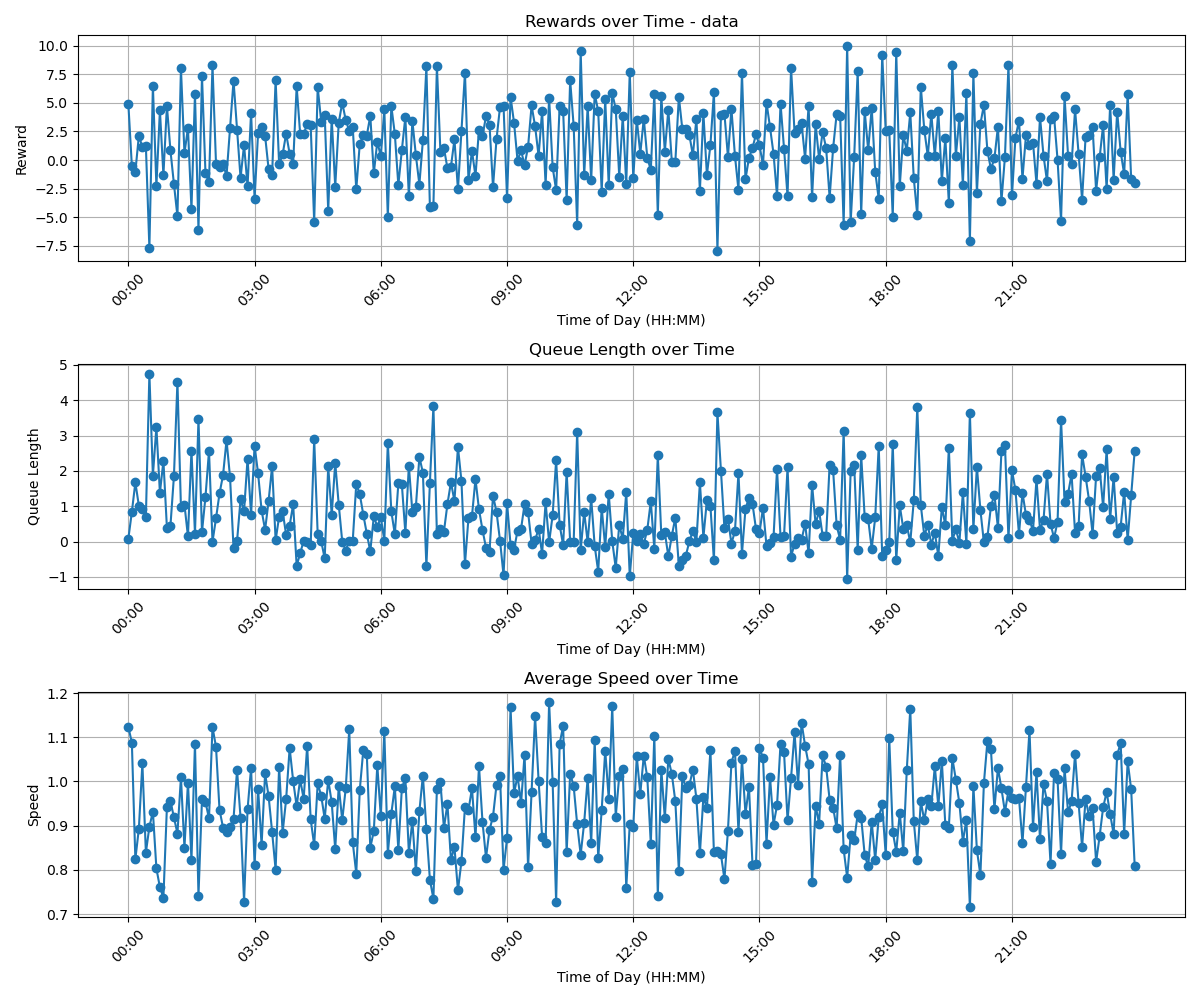 Rewards over Time - data
10.0
7.5
5.0
2.5
0.0
−2.5
−5.0
−7.5
Reward
00:00 03:00 06:00 09:00 12:00 15:00 18:00 21:00
Time of Day (HH:MM)
Queue Length over Time
5
4
3
2
1
0
−1
Queue Length
00:00 03:00 06:00 09:00 12:00 15:00 18:00 21:00
Time of Day (HH:MM)
Average Speed over Time
1.2
1.1
1.0
0.9
0.8
0.7
Speed
00:00 03:00 06:00 09:00 12:00 15:00 18:00 21:00
Time of Day (HH:MM)